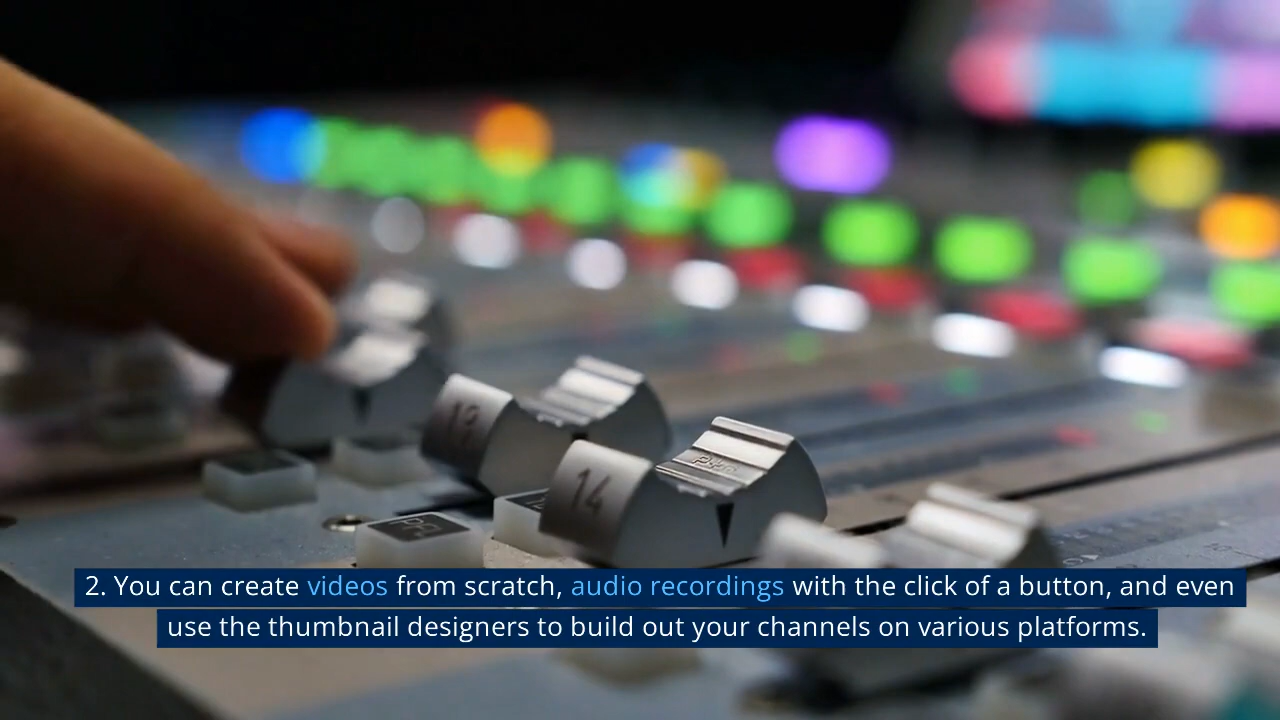 14
2. You can create videos from scratch, audio recordings with the click of a button, and even
use the thumbnail designers to build out your channels on various platforms.